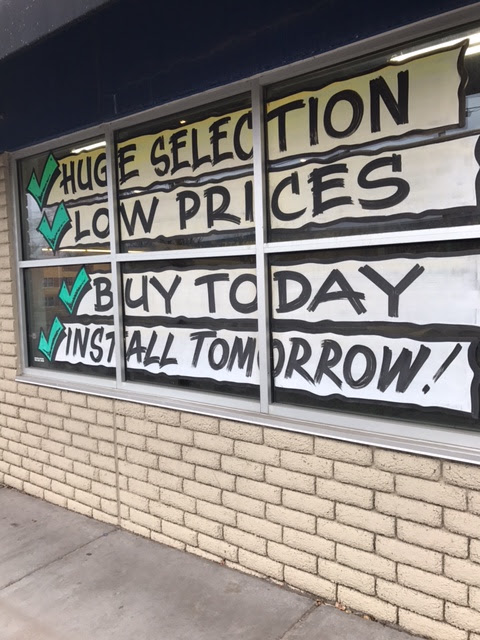 HUGE SELECTION
LOW PRICES
BUY TODAY
INSTALL TOMORROW!